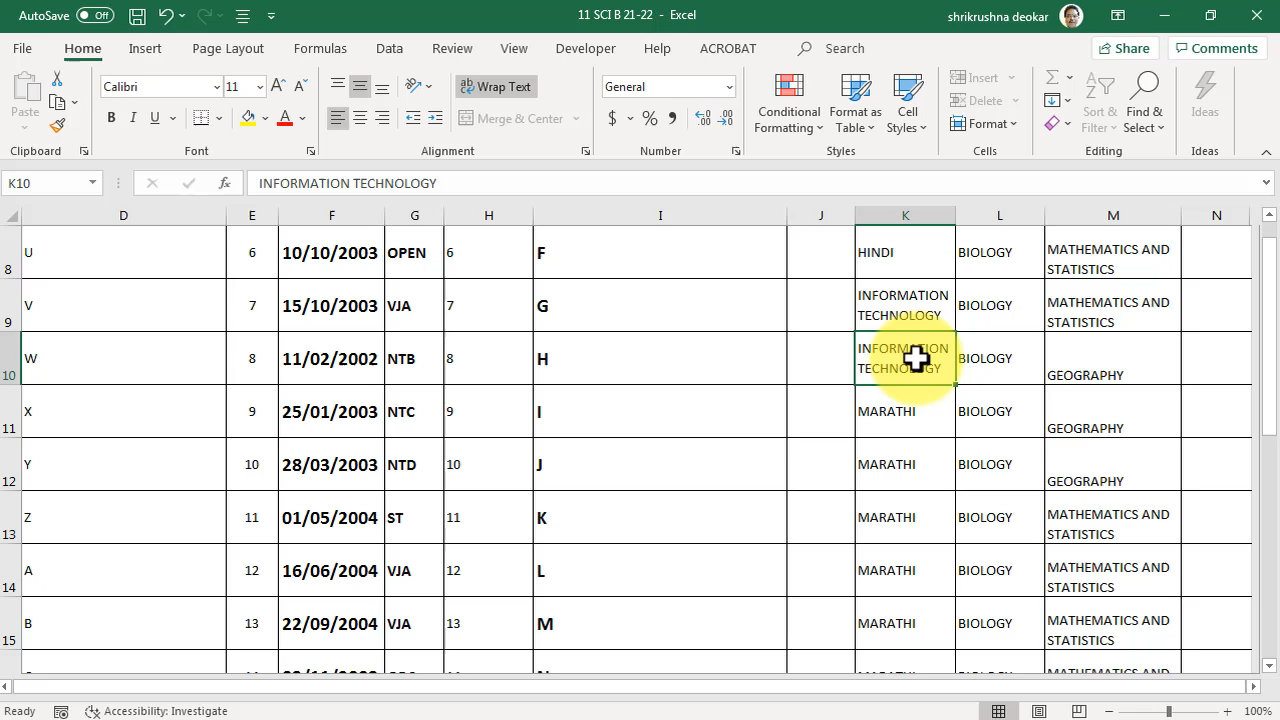 AutoSave Off 11 SCI B 21-22 - Excel shrikrushna deokar
File Home Insert Page Layout Formulas Data Review View Developer Help ACROBAT Search Share Comments
Paste Calibri 11 Wrap Text General Conditional Formatting Format as Table Cell Styles Insert Sort & Filter Find & Select Ideas
B I U Merge & Center $ % Delete
Format
Clipboard Font Alignment Number Styles Cells Editing Ideas
K10 fx INFORMATION TECHNOLOGY
D E F G H I J K L M N
8 U 6 10/10/2003 OPEN 6 F HINDI BIOLOGY MATHEMATICS AND
STATISTICS
9 V 7 15/10/2003 VJA 7 G INFORMATION TECHNOLOGY BIOLOGY MATHEMATICS AND
STATISTICS
10 W 8 11/02/2002 NTB 8 H INFORMATION TECHNOLOGY BIOLOGY GEOGRAPHY
11 X 9 25/01/2003 NTC 9 I MARATHI BIOLOGY GEOGRAPHY
12 Y 10 28/03/2003 NTD 10 J MARATHI BIOLOGY GEOGRAPHY
13 Z 11 01/05/2004 ST 11 K MARATHI BIOLOGY MATHEMATICS AND
STATISTICS
14 A 12 16/06/2004 VJA 12 L MARATHI BIOLOGY MATHEMATICS AND
STATISTICS
15 B 13 22/09/2004 VJA 13 M MARATHI BIOLOGY MATHEMATICS AND
STATISTICS
Ready Accessibility: Investigate 100%